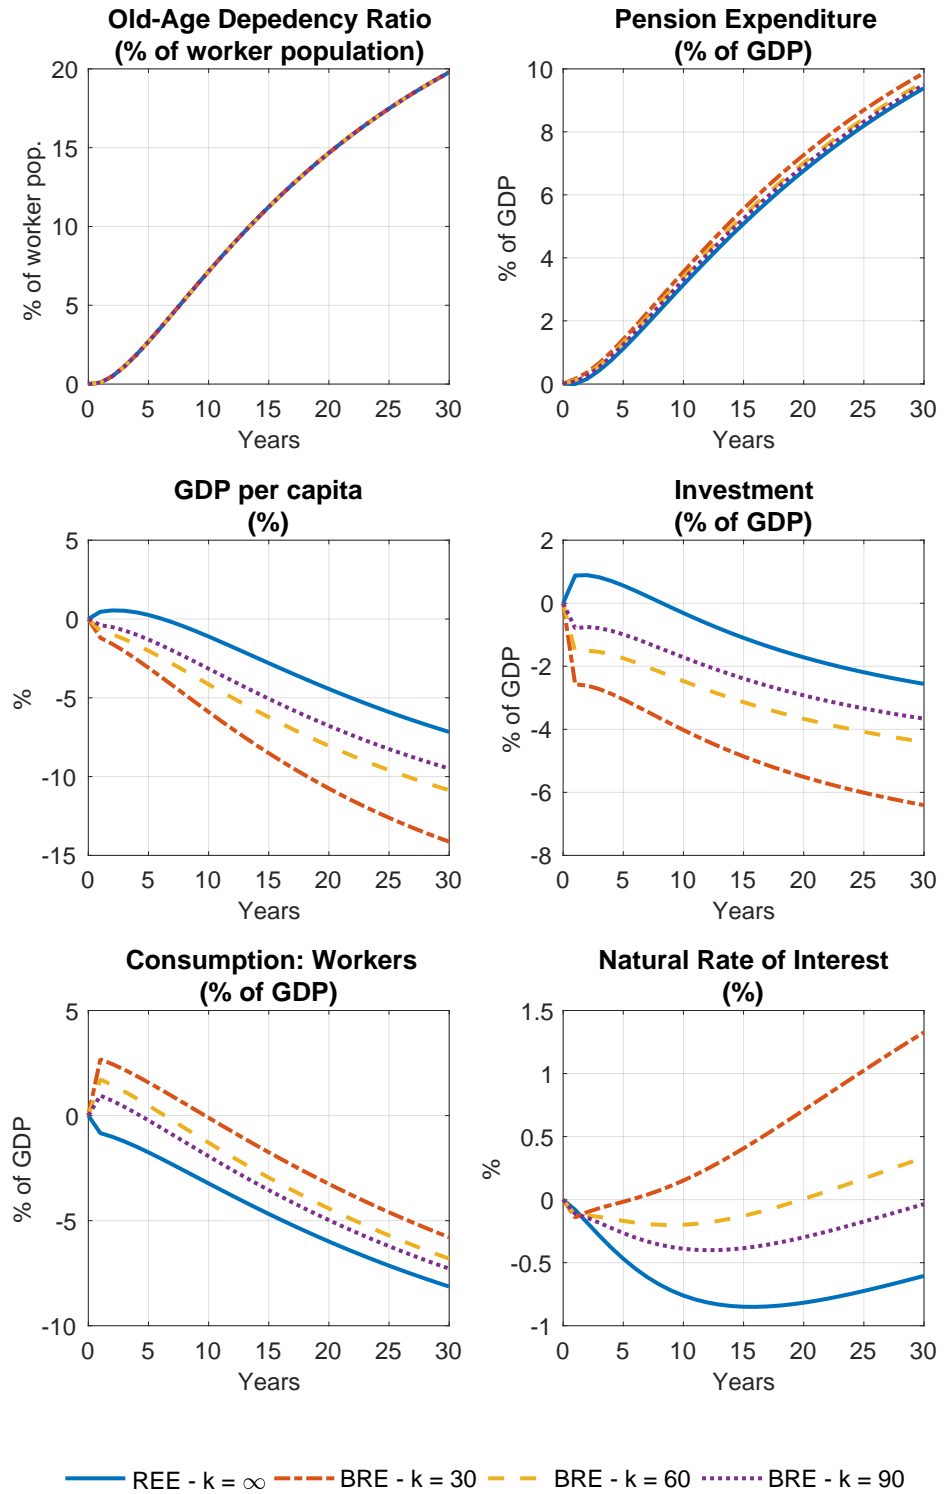 Old-Age Depedency Ratio
(% of worker population)
20
15
10
5
0
% of worker pop.
0 5 10 15 20 25 30
Years
Pension Expenditure
(% of GDP)
10
8
6
4
2
0
% of GDP
0 5 10 15 20 25 30
Years
GDP per capita
(%)
5
0
-5
-10
-15
%
0 5 10 15 20 25 30
Years
Investment
(% of GDP)
2
0
-2
-4
-6
-8
% of GDP
0 5 10 15 20 25 30
Years
Consumption: Workers
(% of GDP)
5
0
-5
-10
% of GDP
0 5 10 15 20 25 30
Years
Natural Rate of Interest
(%)
1.5
1
0.5
0
-0.5
-1
%
0 5 10 15 20 25 30
Years
REE - k = ∞ BRE - k = 30 BRE - k = 60 BRE - k = 90